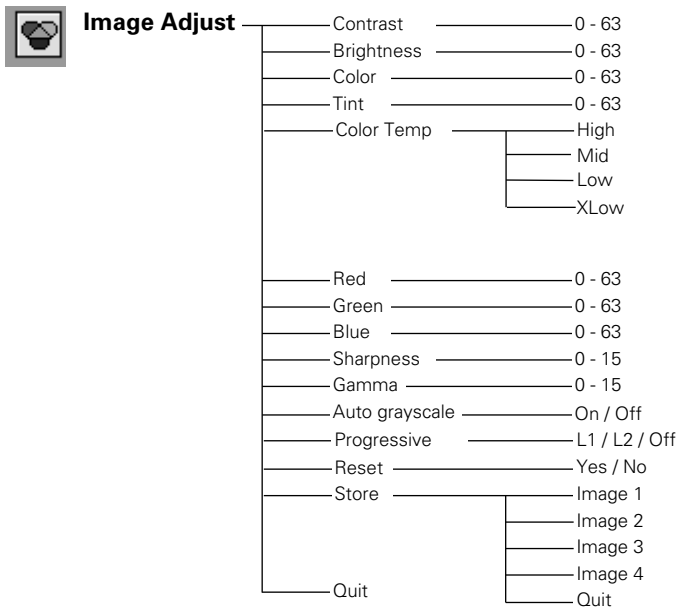 Image Adjust
Contrast 0 - 63
Brightness 0 - 63
Color 0 - 63
Tint 0 - 63
Color Temp High
Mid
Low
XLow
Red 0 - 63
Green 0 - 63
Blue 0 - 63
Sharpness 0 - 15
Gamma 0 - 15
Auto grayscale On / Off
Progressive L1 / L2 / Off
Reset Yes / No
Store Image 1
Image 2
Image 3
Image 4
Quit
Quit